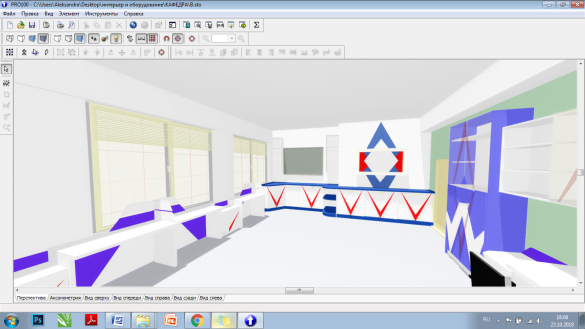 PRO100 - C:\Users\Aleksandra\Desktop\интерьер и оборудование\КАФЕДРА\В.sto
Файл Правка Вид Элемент Инструменты Справка
Перспектива Аксонометрия Вид сверху Вид спереди Вид справа Вид сзади Вид слева
RU
18:08
23.10.2018